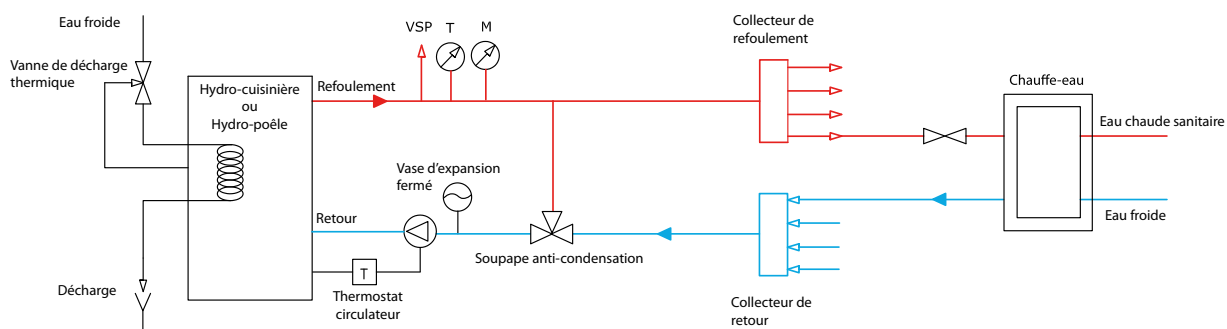 Eau froide
Vanne de décharge
thermique
Hydro-cuisinière
ou
Hydro-poêle
Refoulement
VSP
T
M
Collecteur de
refoulement
Chauffe-eau
Eau chaude sanitaire
Vase d'expansion
fermé
Retour
Soupape anti-condensation
Eau froide
T
Thermostat
circulateur
Décharge
Collecteur de
retour